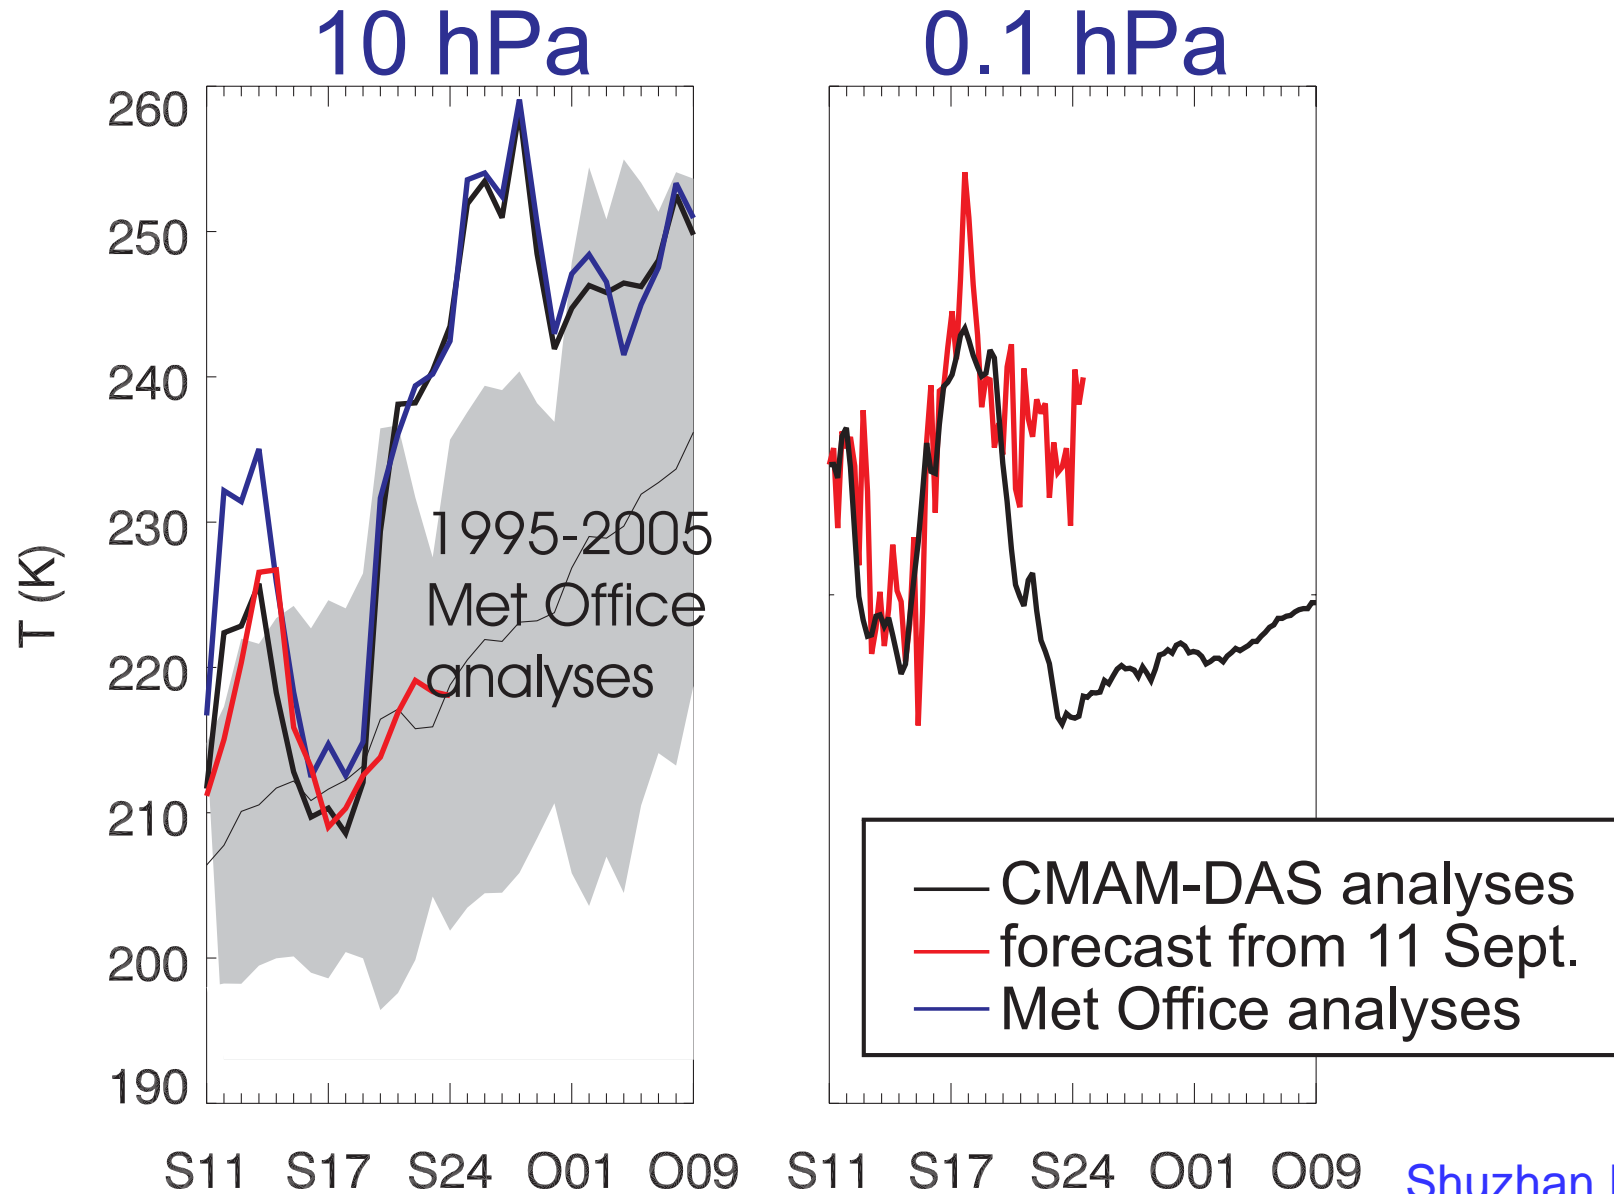 10 hPa
0.1 hPa
260
250
240
230
220
210
200
190
T (K)
1995-2005
Met Office
analyses
CMAM-DAS analyses
forecast from 11 Sept.
Met Office analyses
S11 S17 S24 O01 O09
S11 S17 S24 O01 O09
Shuzhan